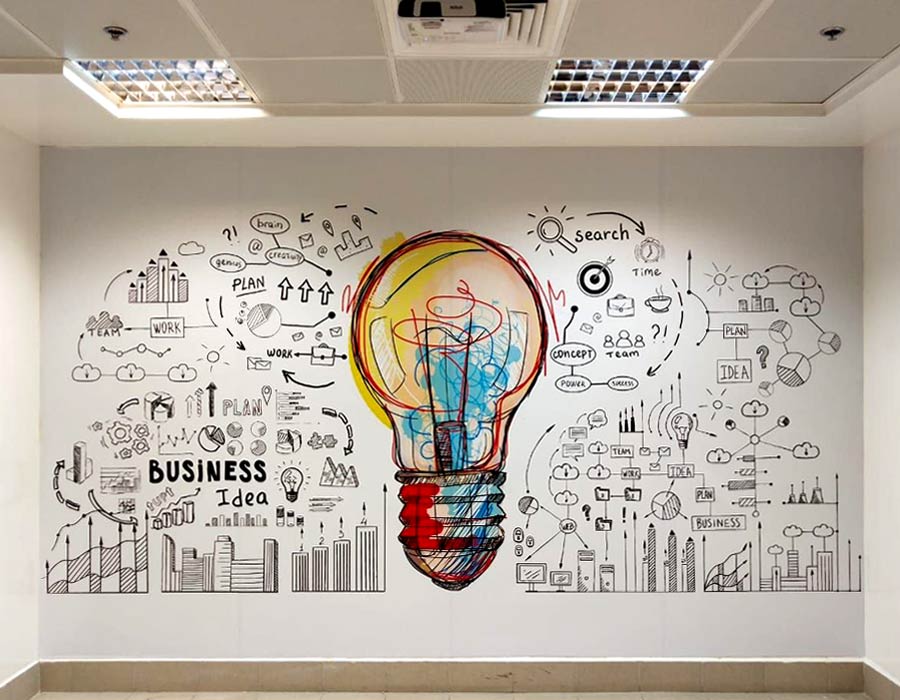 brain
?!
@
@
genius
creativity
PLAN
TEAM
WORK
WORK
PLAN
BUSINESS
Idea
1 2 3 4
search
Time
?!
TEAM
CONCEPT
POWER
SUCCESS
PLAN
?
IDEA
TEAM
WORK
IDEA
PLAN
BUSINESS
WEB
?
!